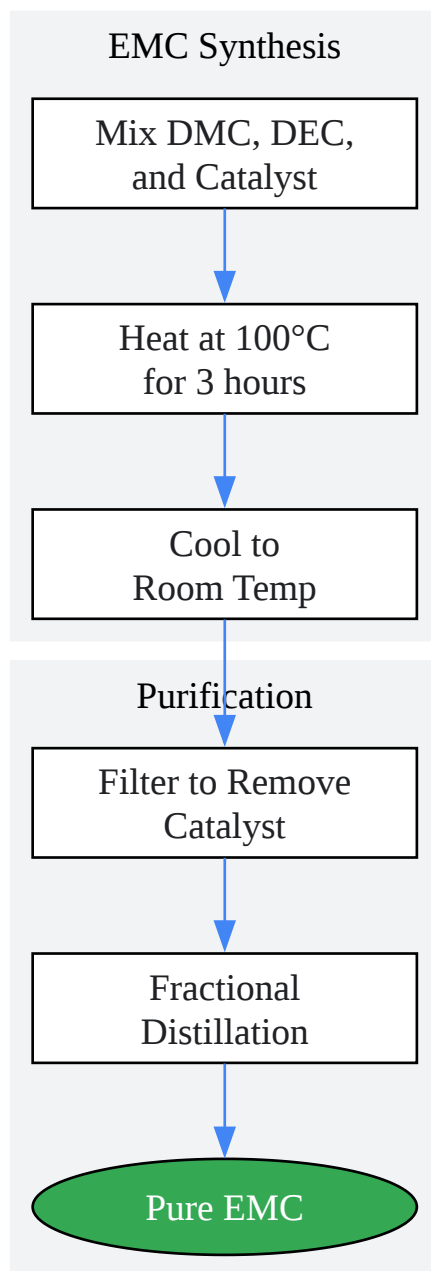 EMC Synthesis
Mix DMC, DEC,
and Catalyst
Heat at 100°C
for 3 hours
Cool to
Room Temp
Purification
Filter to Remove
Catalyst
Fractional
Distillation
Pure EMC